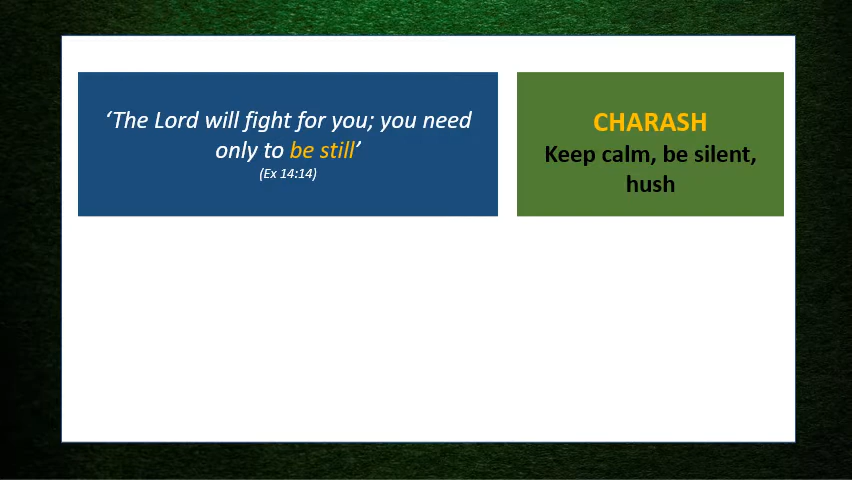 ‘The Lord will fight for you; you need
only to be still’
(Ex 14:14)
CHARASH
Keep calm, be silent,
hush